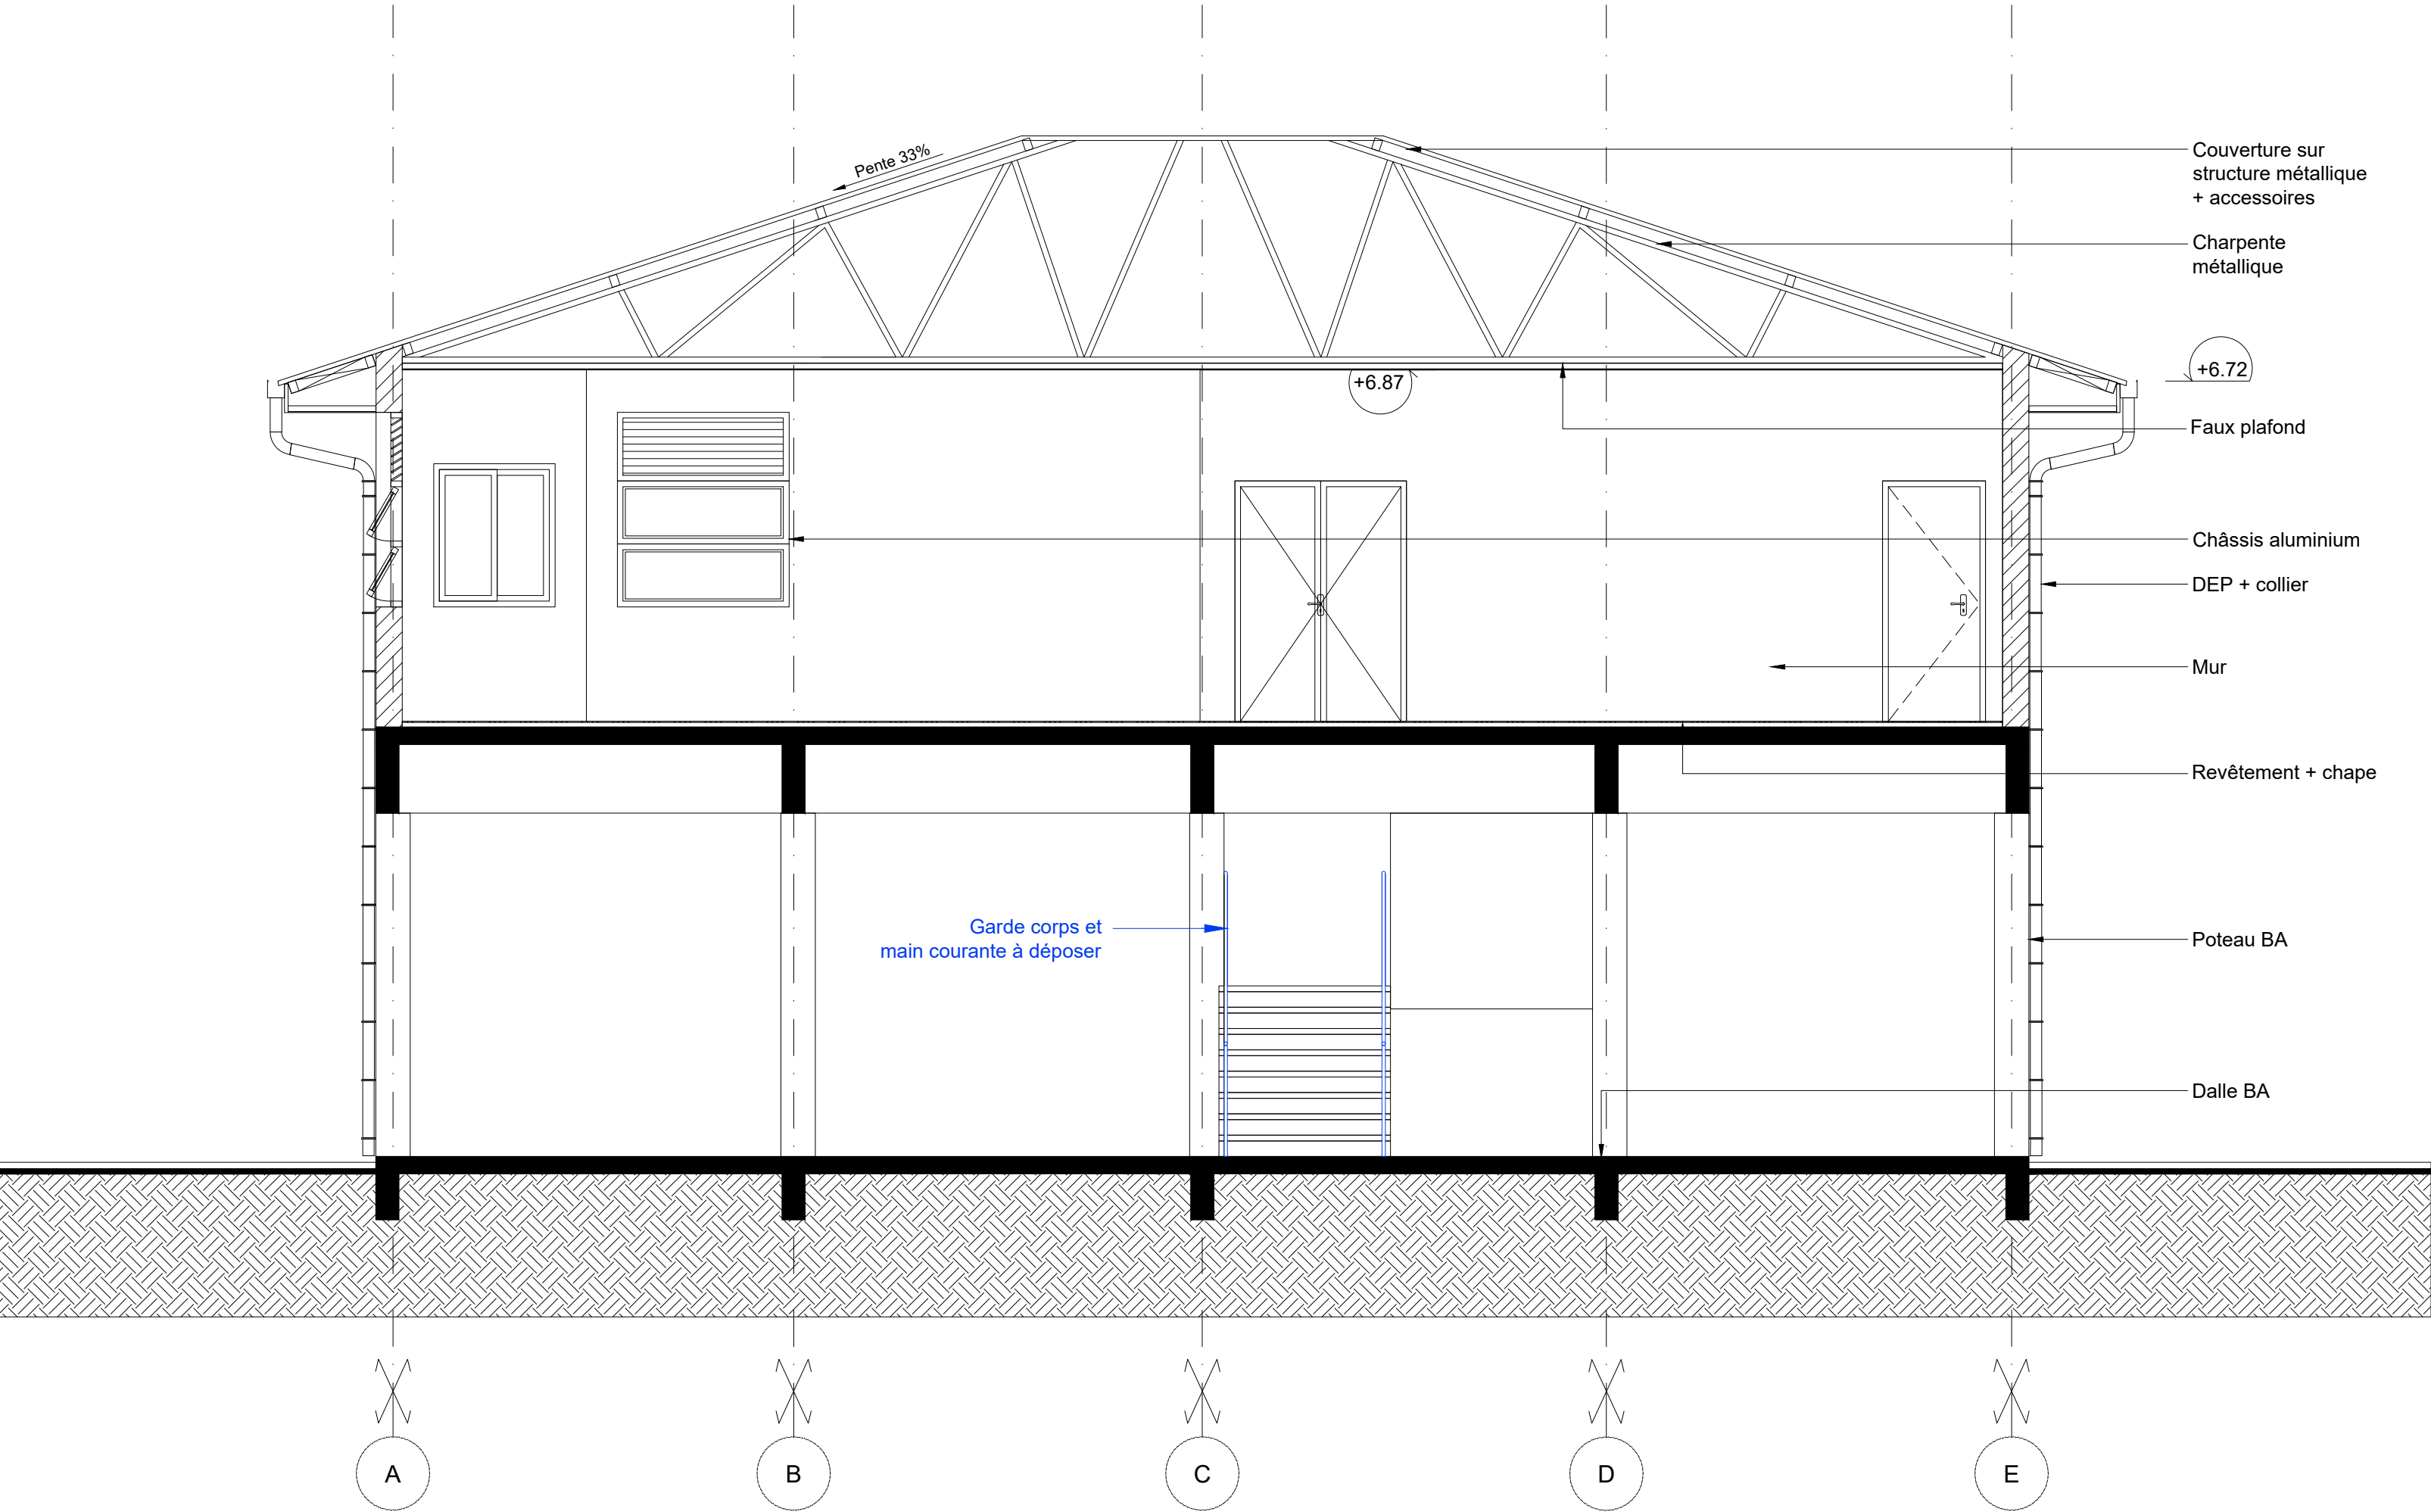 Pente 33%
Couverture sur
structure métallique
+ accessoires
Charpente
métallique
+6.72
+6.87
Faux plafond
Châssis aluminium
DEP + collier
Mur
Revêtement + chape
Garde corps et
main courante à déposer
Poteau BA
Dalle BA
A
B
C
D
E